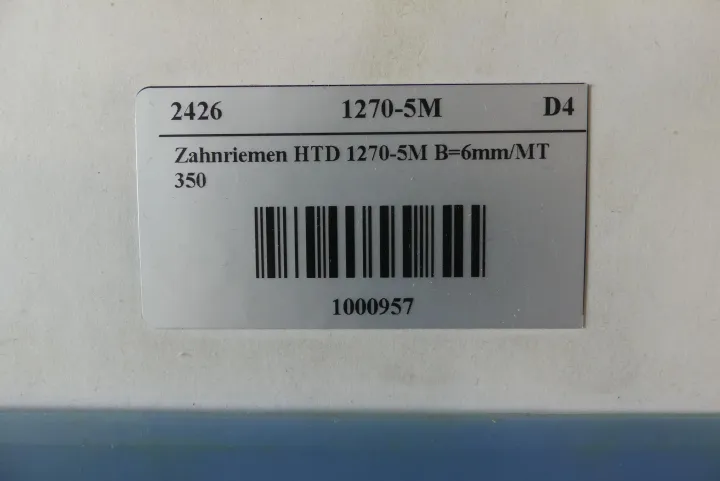 2426 1270-5M D4
Zahnriemen HTD 1270-5M B=6mm/MT
350
1000957